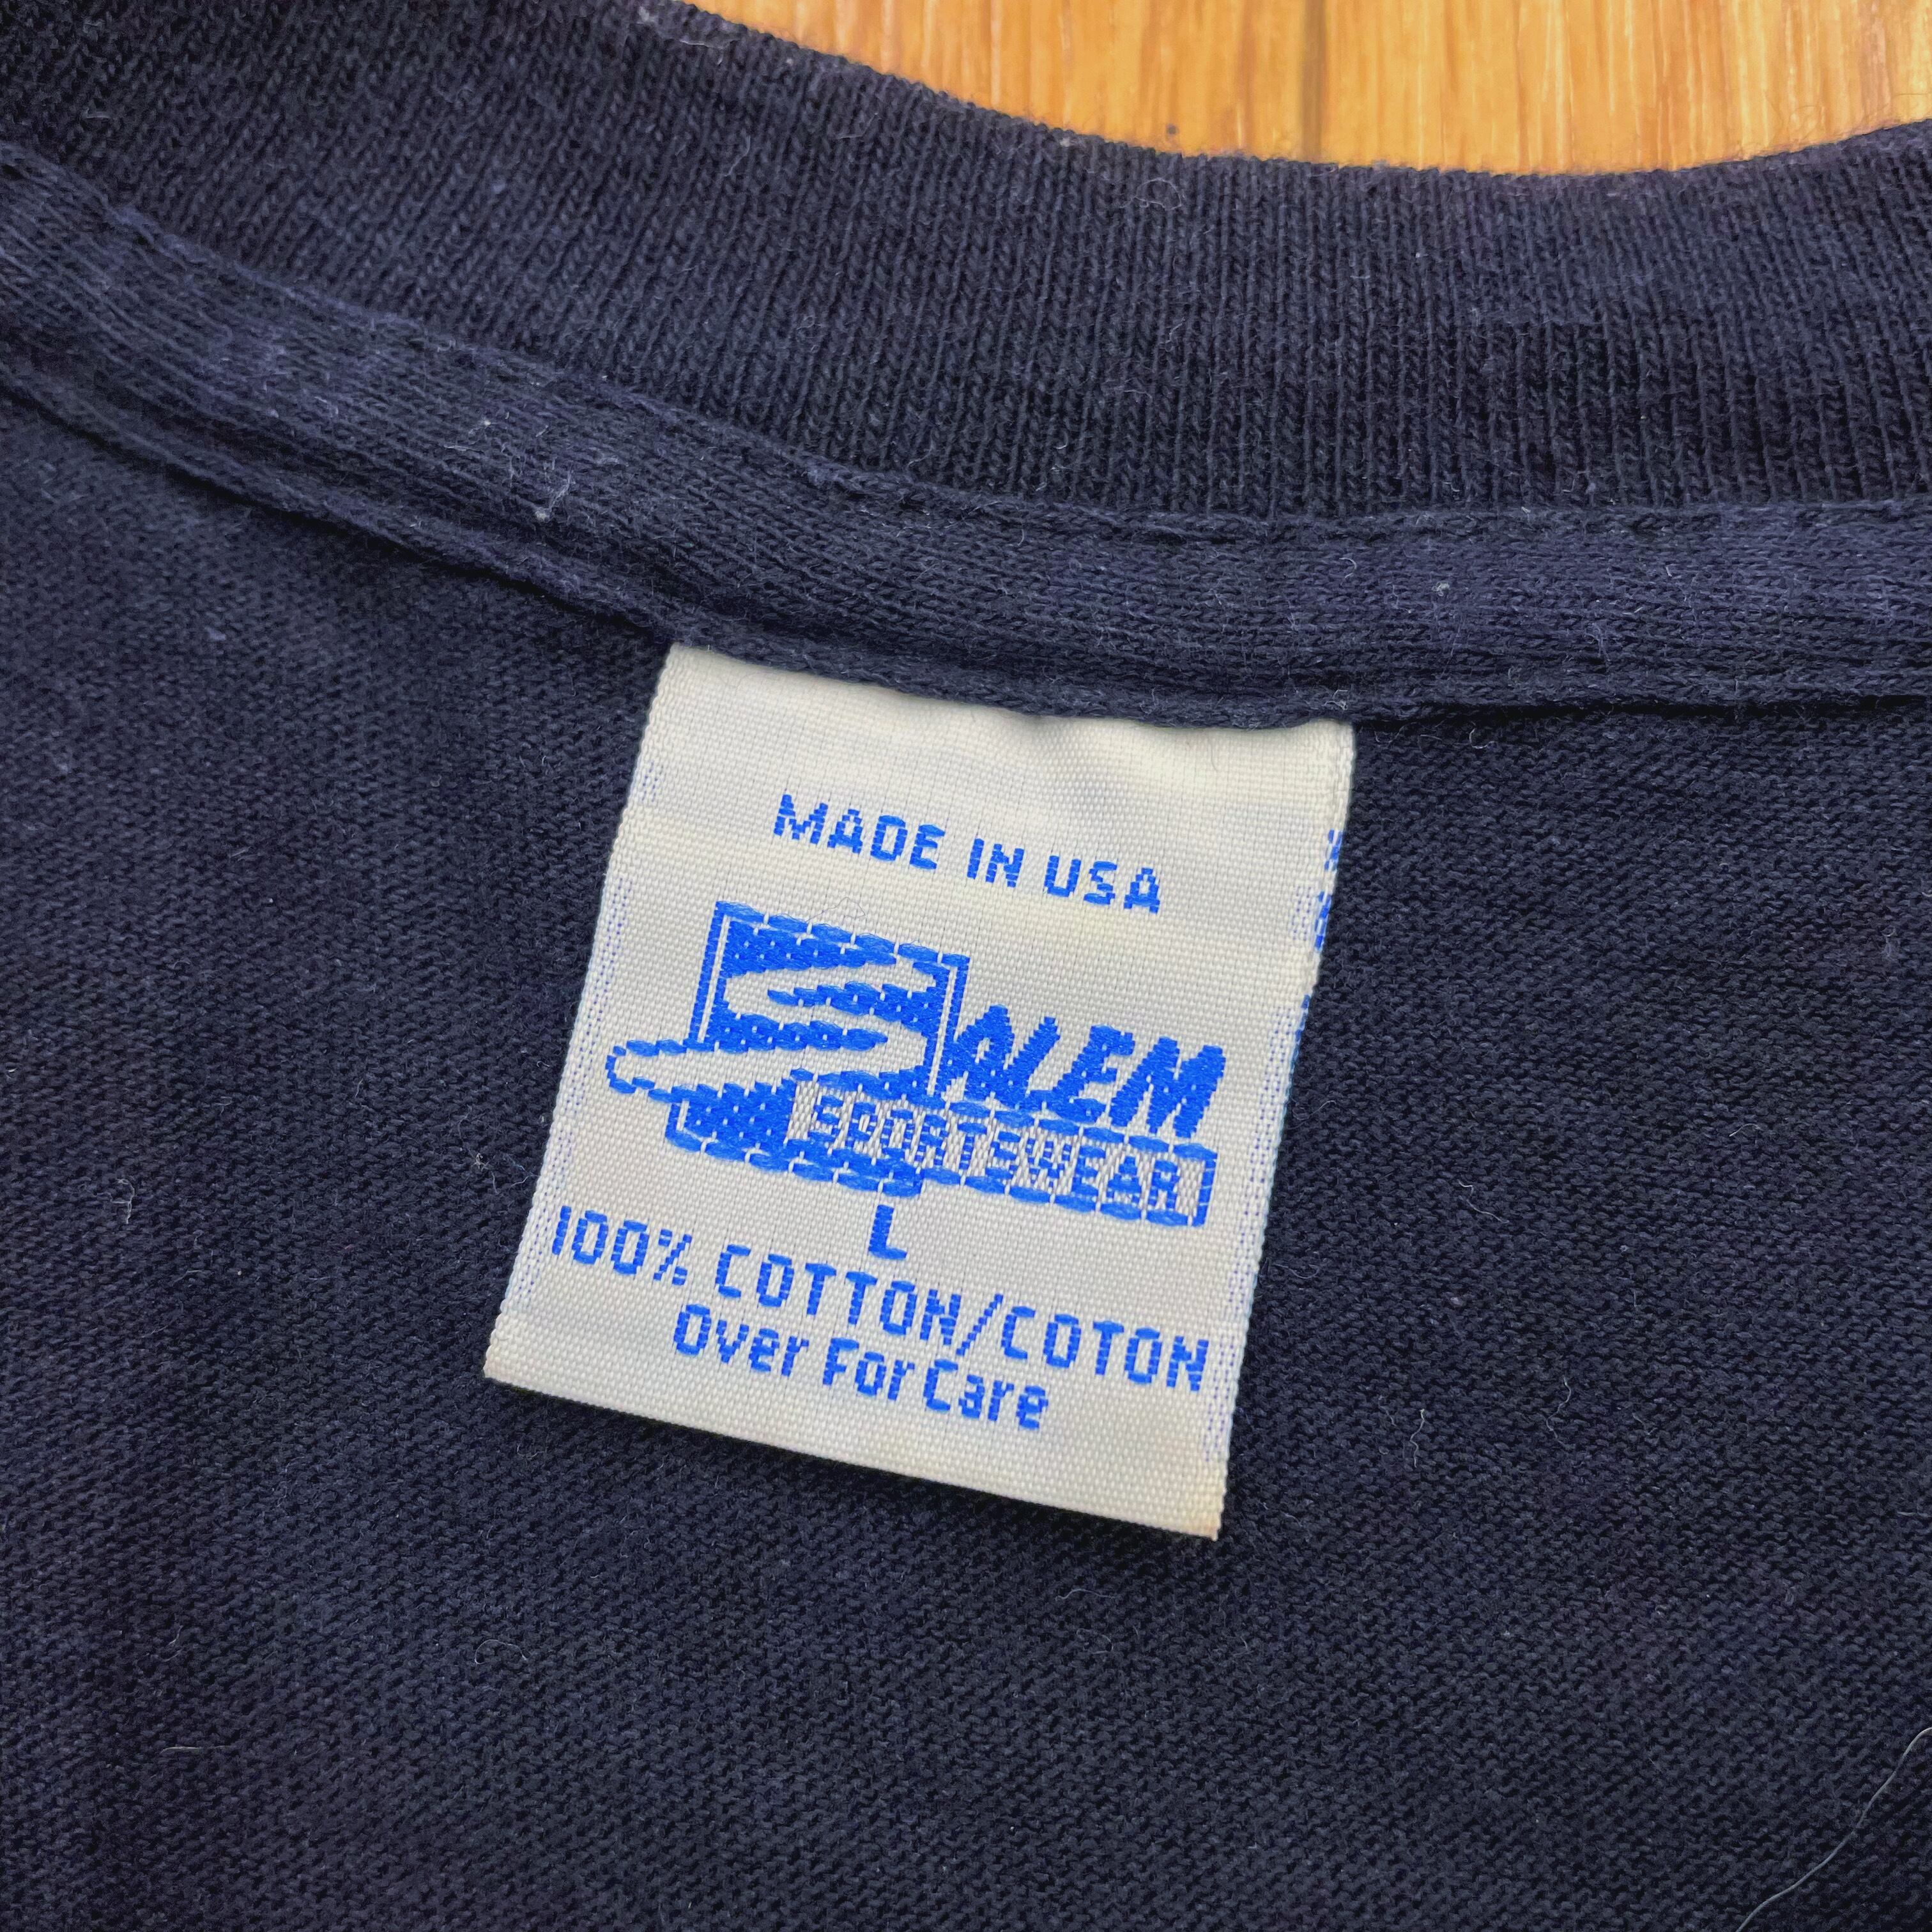 MADE IN USA
SALEM
SPORTSWEAR
L
100% COTTON/COTON
Over For Care